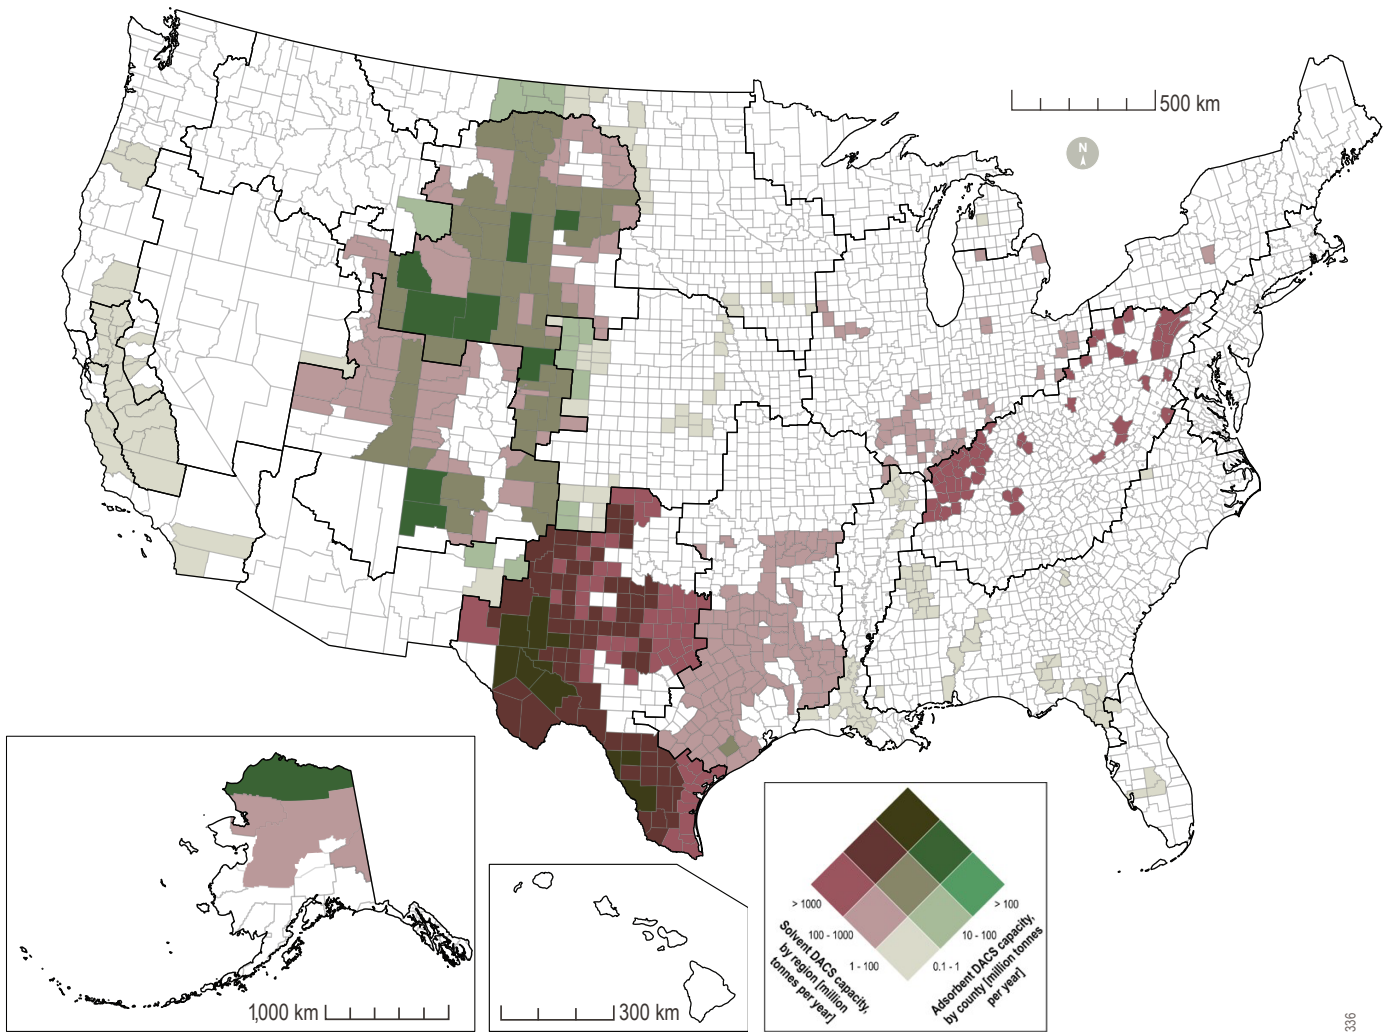 500 km
N
> 1000
> 100
100 - 1000
10 - 100
1 - 100
0.1 - 1
Solvent DACS capacity,
by region [million
tonnes per year]
Adsorbent DACS capacity,
by county [million tonnes
per year]
1,000 km
300 km
336